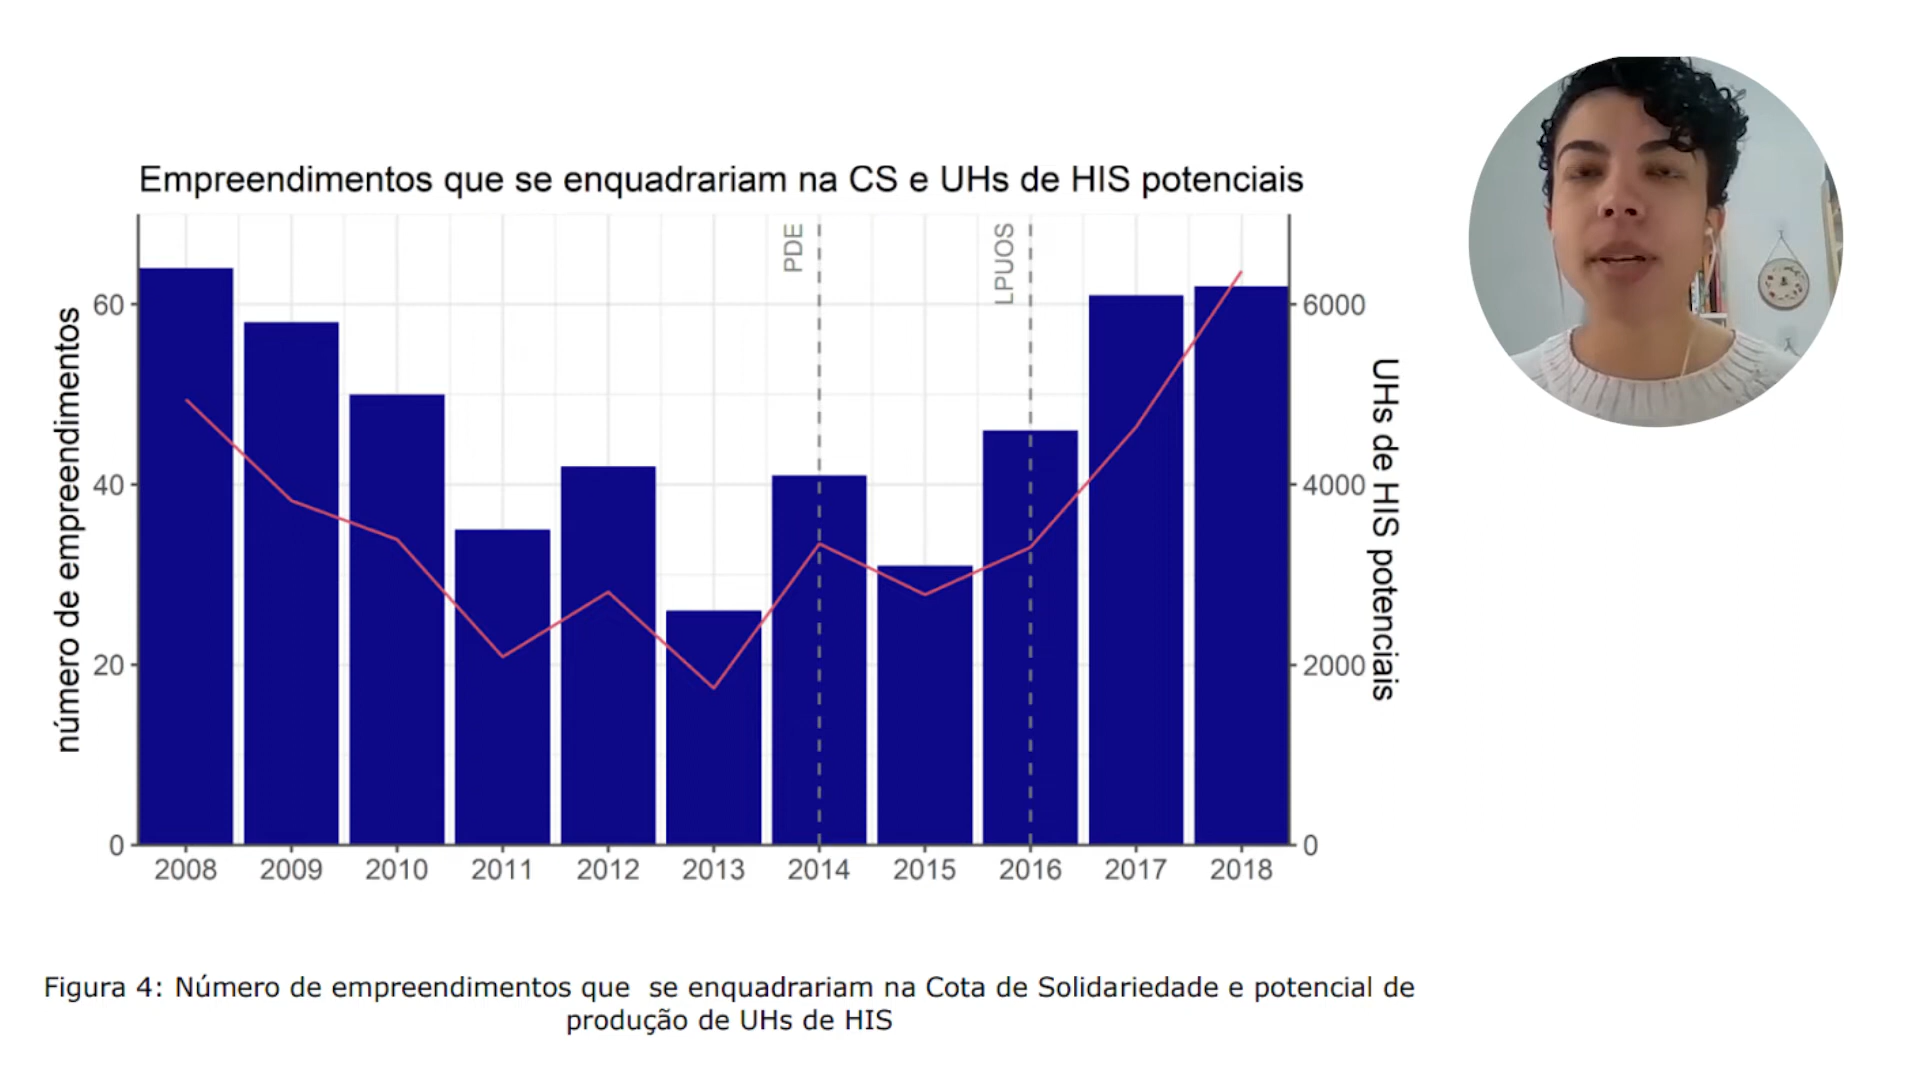 Empreendimentos que se enquadrariam na CS e UHs de HIS potenciais
PDE
LPUOS
número de empreendimentos
60
40
20
0
6000
4000
2000
0
UHs de HIS potenciais
2008 2009 2010 2011 2012 2013 2014 2015 2016 2017 2018
Figura 4: Número de empreendimentos que se enquadrariam na Cota de Solidariedade e potencial de
produção de UHs de HIS